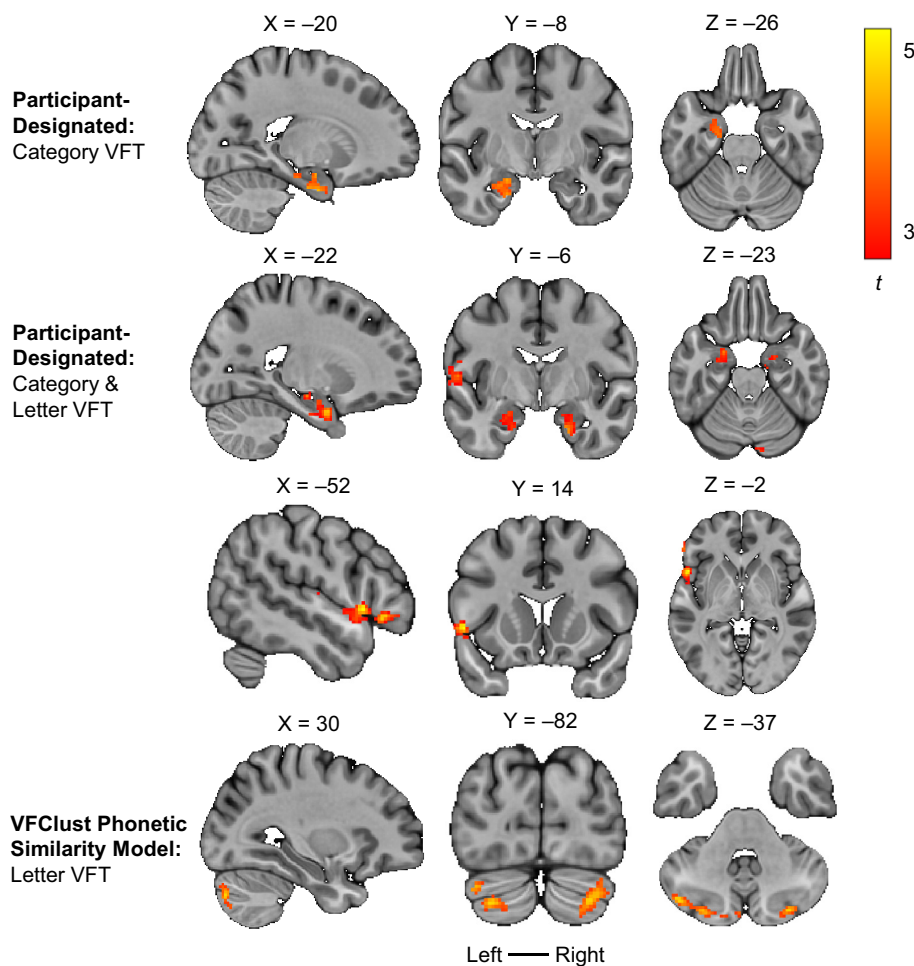 X = –20 Y = –8 Z = –26
5
Participant-
Designated:
Category VFT
3
X = –22 Y = –6 Z = –23
t
Participant-
Designated:
Category &
Letter VFT
X = –52 Y = 14 Z = –2
X = 30 Y = –82 Z = –37
VFClust Phonetic
Similarity Model:
Letter VFT
Left Right